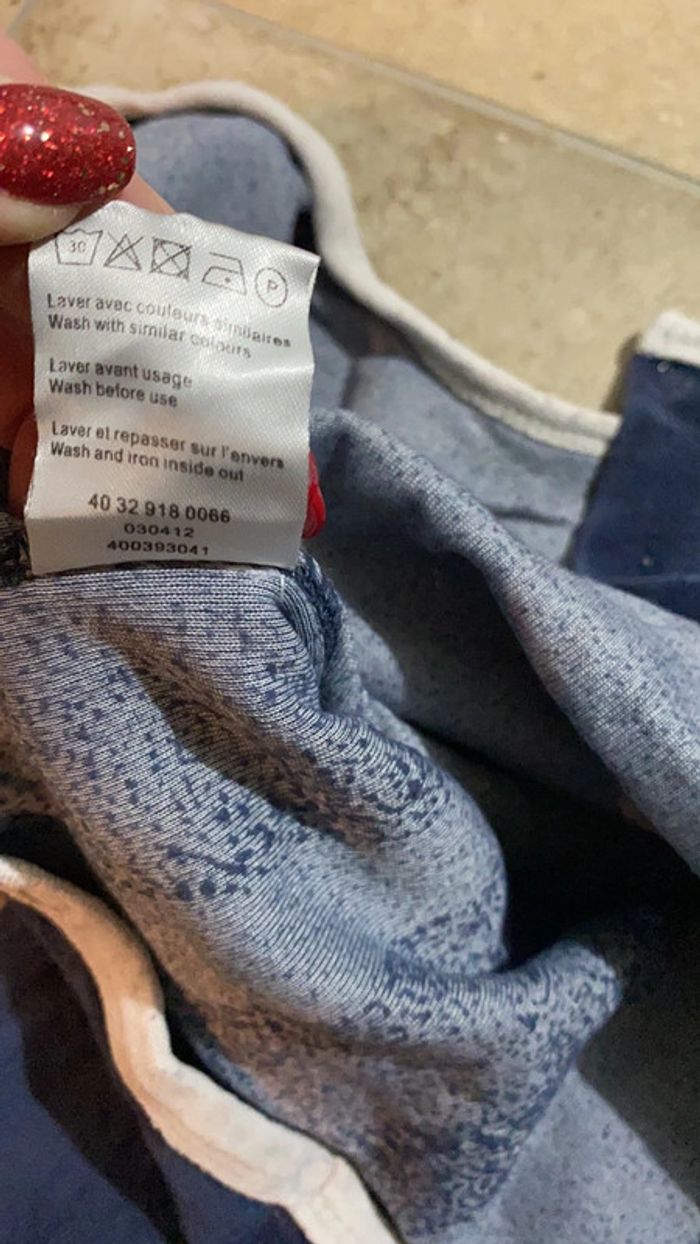 30
P
Laver avec couleurs similaires
Wash with similar colours
Laver avant usage
Wash before use
Laver et repasser sur l'envers
Wash and iron inside out
40 32 918 0066
030412
400393041